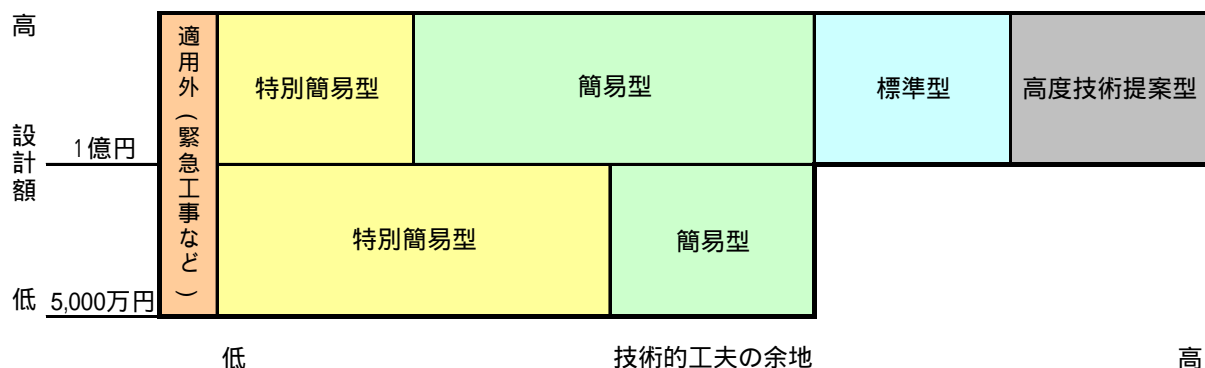 高
設計額
低
1億円
5,000万円
適用外(緊急工事など)
特別簡易型
簡易型
標準型
高度技術提案型
特別簡易型
簡易型
低
技術的工夫の余地
高